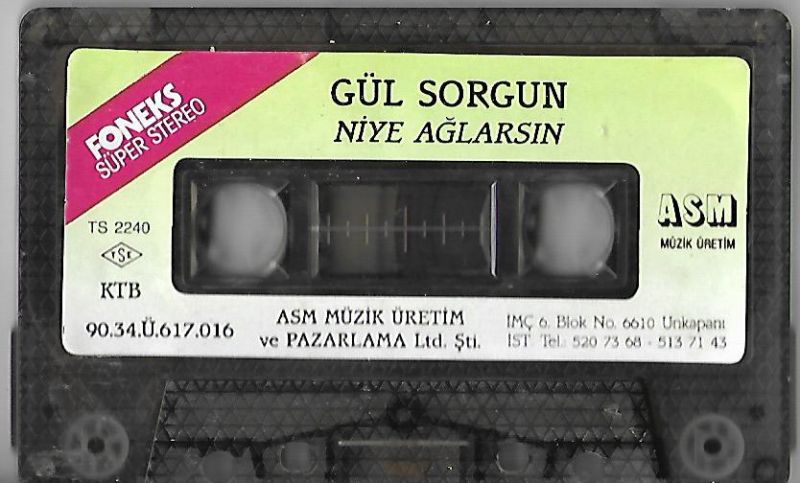 GÜL SORGUN
NİYE AĞLARSIN
FONEKS
SÜPER STEREO
TS 2240
TSE
KTB
90.34.Ü.617.016
ASM
MÜZİK ÜRETİM
ASM MÜZİK ÜRETİM
ve PAZARLAMA Ltd. Şti.
İMÇ 6. Blok No. 6610 Unkapanı
İST. Tel.: 520 73 68 - 513 71 43